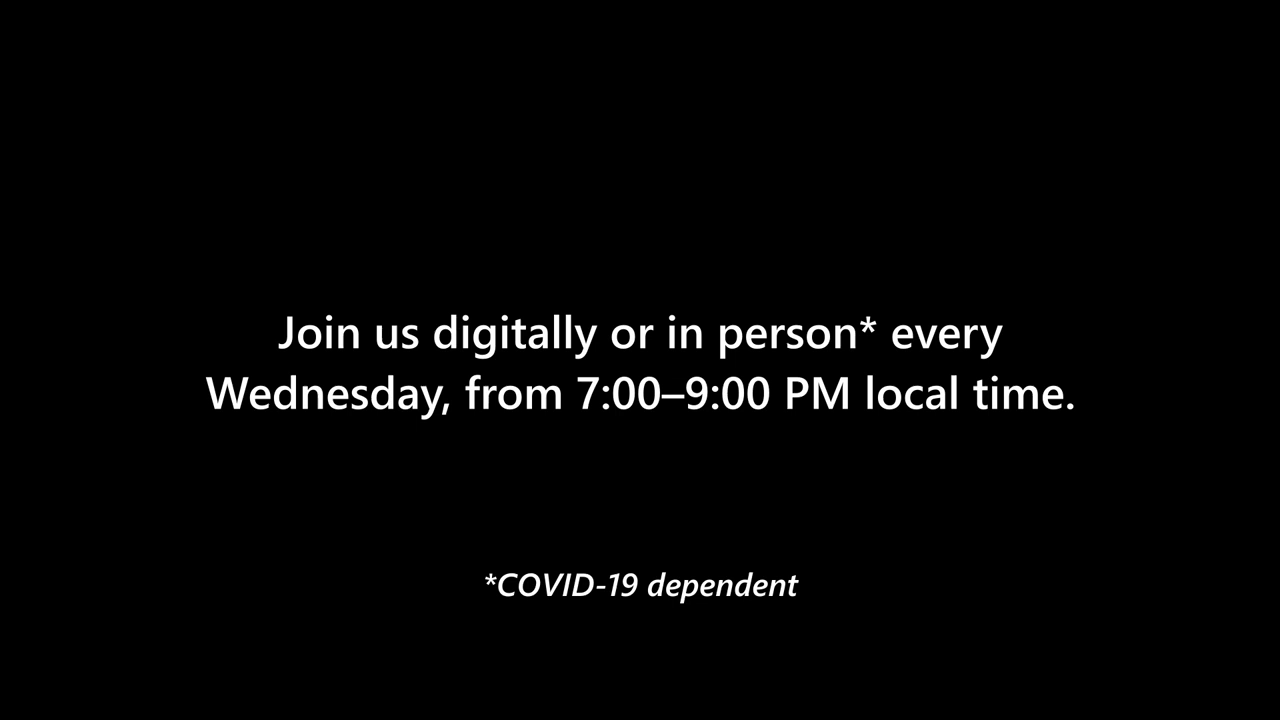 Join us digitally or in person* every
Wednesday, from 7:00–9:00 PM local time.
*COVID-19 dependent